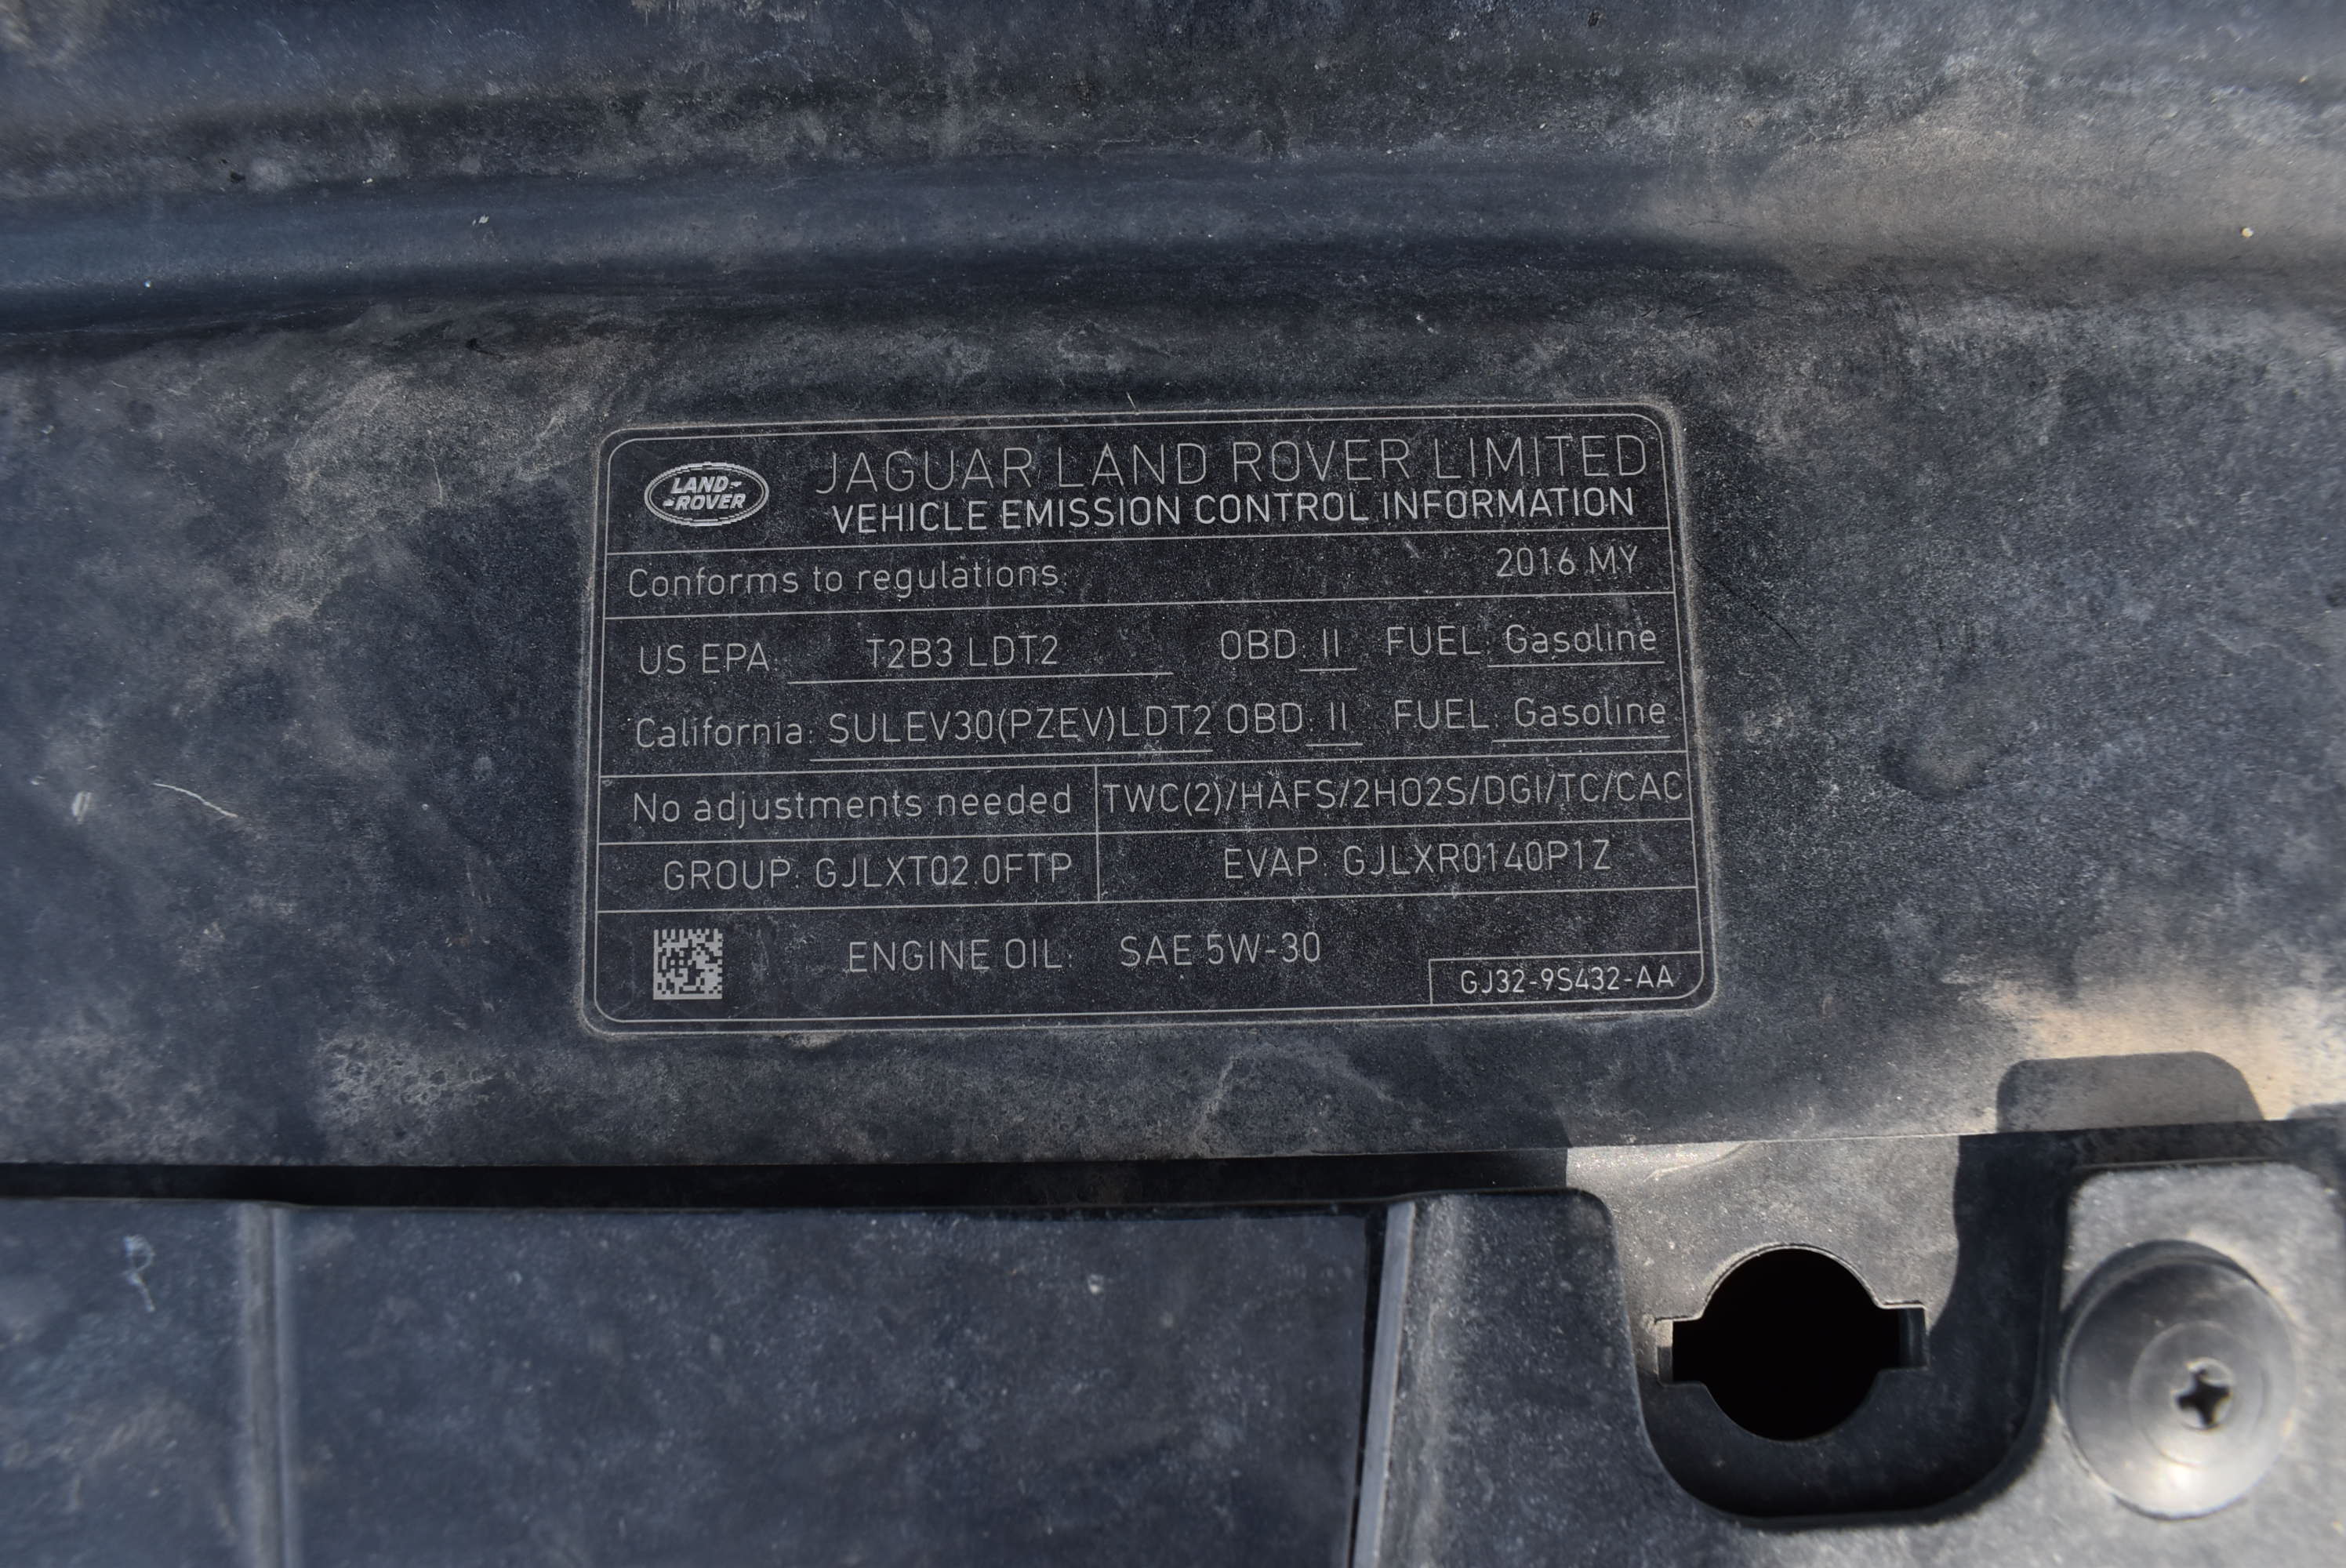 LAND
ROVER
JAGUAR LAND ROVER LIMITED
VEHICLE EMISSION CONTROL INFORMATION
Conforms to regulations: 2016 MY
US EPA: T2B3 LDT2 OBD: II FUEL: Gasoline
California: SULEV30(PZEV)LDT2 OBD: II FUEL: Gasoline
No adjustments needed TWC(2)/HAFS/2HO2S/DGI/TC/CAC
GROUP: GJLXT02.0FTP EVAP: GJLXR0140P1Z
ENGINE OIL: SAE 5W-30
GJ32-9S432-AA